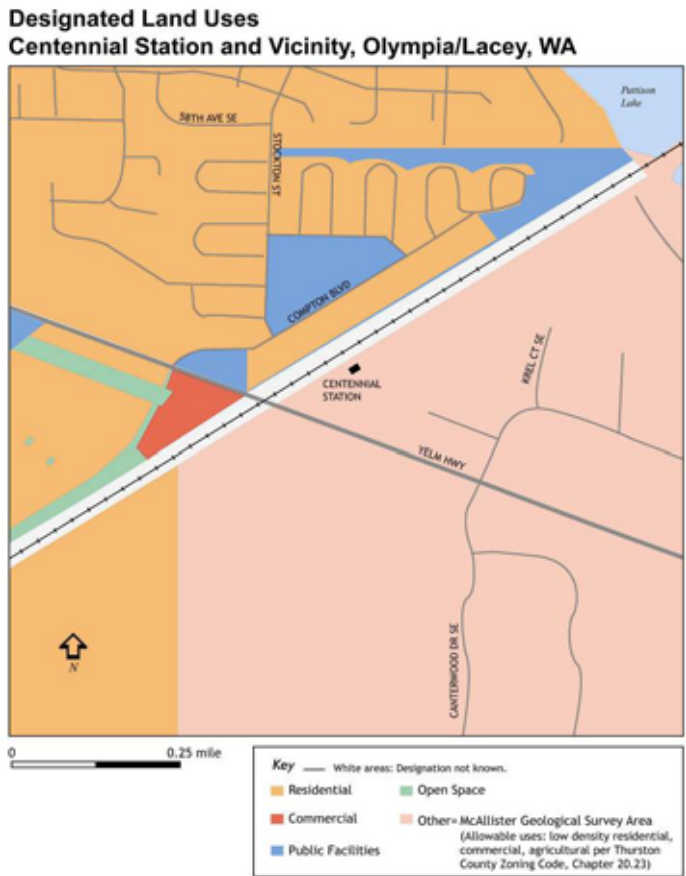 Designated Land Uses
Centennial Station and Vicinity, Olympia/Lacey, WA
Pattison
Lake
58TH AVE SE
STOCKTON ST
COMPTON BLVD
CENTENNIAL
STATION
KREL CT SE
YELM HWY
CANTERWOOD DR SE
N
0 0.25 mile
Key White areas: Designation not known.
Residential
Open Space
Commercial
Other= McAllister Geological Survey Area
(Allowable uses: low density residential,
commercial, agricultural per Thurston
County Zoning Code, Chapter 20.23)
Public Facilities